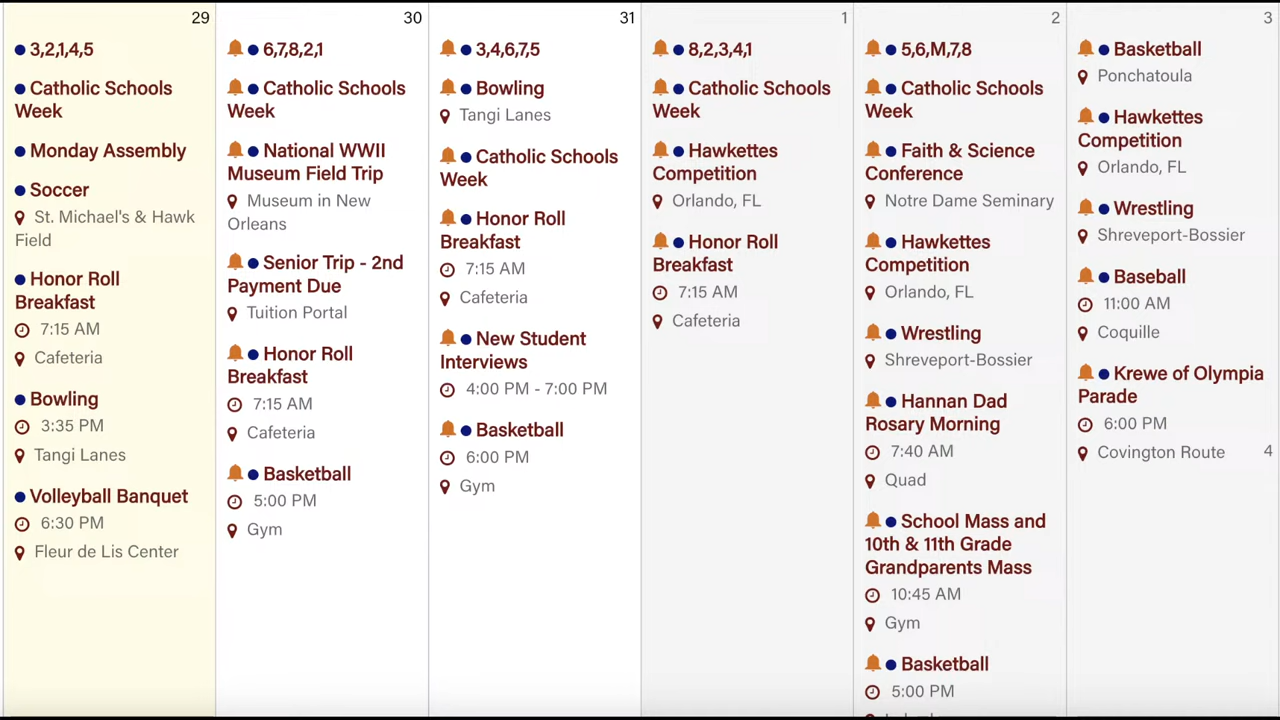 29
3,2,1,4,5
Catholic Schools
Week
Monday Assembly
Soccer
St. Michael's & Hawk
Field
Honor Roll
Breakfast
7:15 AM
Cafeteria
Bowling
3:35 PM
Tangi Lanes
Volleyball Banquet
6:30 PM
Fleur de Lis Center
30
6,7,8,2,1
Catholic Schools
Week
National WWII
Museum Field Trip
Museum in New
Orleans
Senior Trip - 2nd
Payment Due
Tuition Portal
Honor Roll
Breakfast
7:15 AM
Cafeteria
Basketball
5:00 PM
Gym
31
3,4,6,7,5
Bowling
Tangi Lanes
Catholic Schools
Week
Honor Roll
Breakfast
7:15 AM
Cafeteria
New Student
Interviews
4:00 PM - 7:00 PM
Basketball
6:00 PM
Gym
1
8,2,3,4,1
Catholic Schools
Week
Hawkettes
Competition
Orlando, FL
Honor Roll
Breakfast
7:15 AM
Cafeteria
2
5,6,M,7,8
Catholic Schools
Week
Faith & Science
Conference
Notre Dame Seminary
Hawkettes
Competition
Orlando, FL
Wrestling
Shreveport-Bossier
Hannan Dad
Rosary Morning
7:40 AM
Quad
School Mass and
10th & 11th Grade
Grandparents Mass
10:45 AM
Gym
Basketball
5:00 PM
3
Basketball
Ponchatoula
Hawkettes
Competition
Orlando, FL
Wrestling
Shreveport-Bossier
Baseball
11:00 AM
Coquille
Krewe of Olympia
Parade
6:00 PM
Covington Route
4